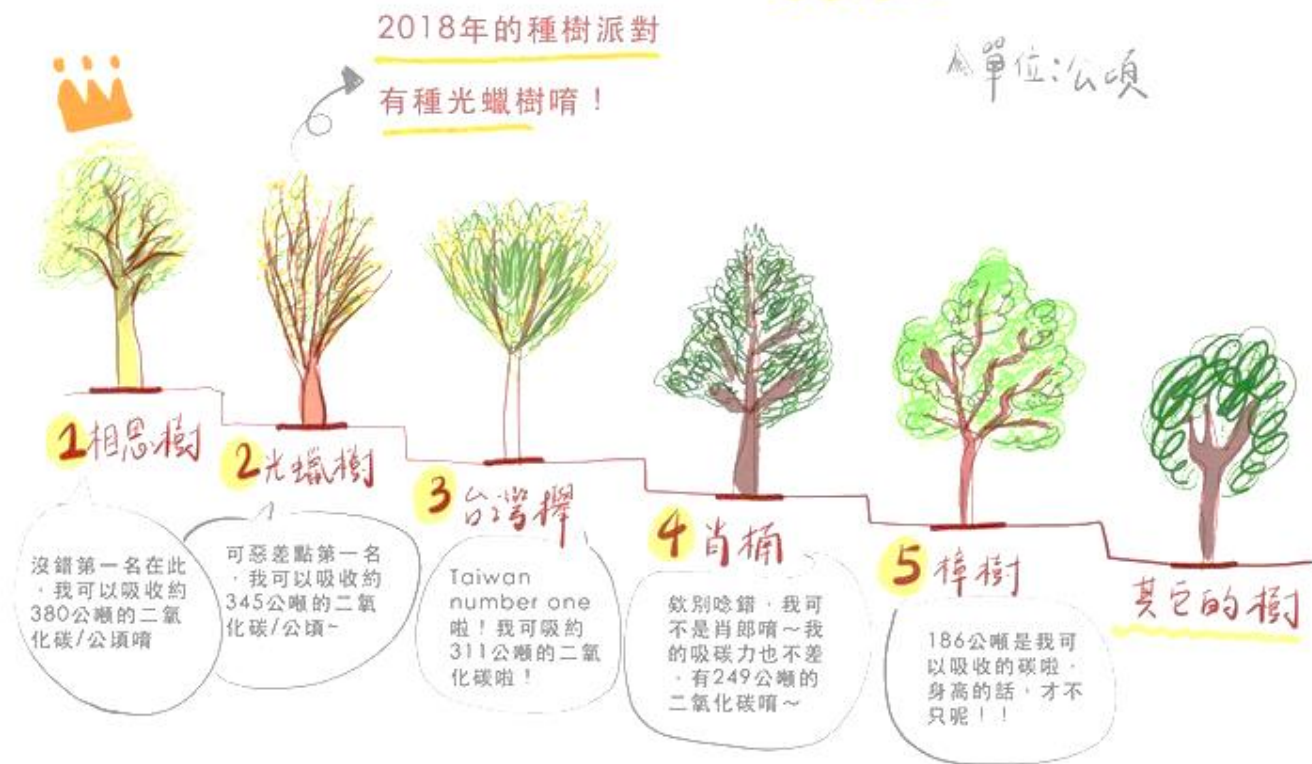 2018年的種樹派對
有種光蠟樹唷！
單位:公頃
1相思樹
2光蠟樹
3台灣櫸
4肖楠
5樟樹
其它的樹
沒錯第一名在此
，我可以吸收約
380公噸的二氧
化碳/公頃唷
可惡差點第一名
，我可以吸收約
345公噸的二氧
化碳/公頃~
Taiwan
number one
啦！我可吸約
311公噸的二氧
化碳啦！
欸別唸錯，我可
不是肖郎唷～我
的吸碳力也不差
，有249公噸的
二氧化碳唷～
186公噸是我可
以吸收的碳啦，
身高的話，才不
只呢！！